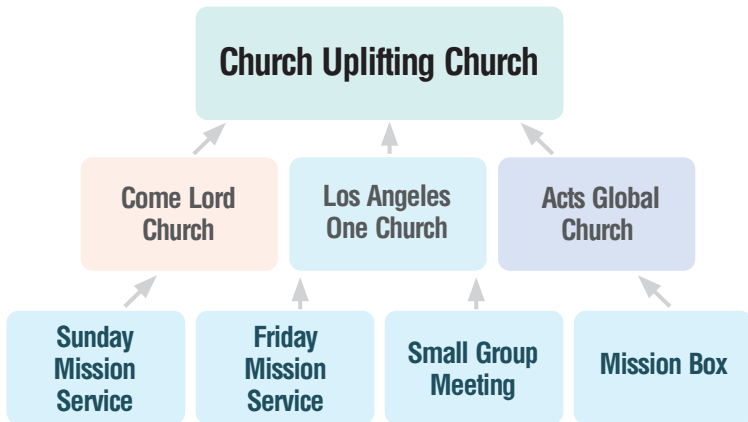 Church Uplifting Church
Come Lord
Church
Los Angeles
One Church
Acts Global
Church
Sunday
Mission
Service
Friday
Mission
Service
Small Group
Meeting
Mission Box